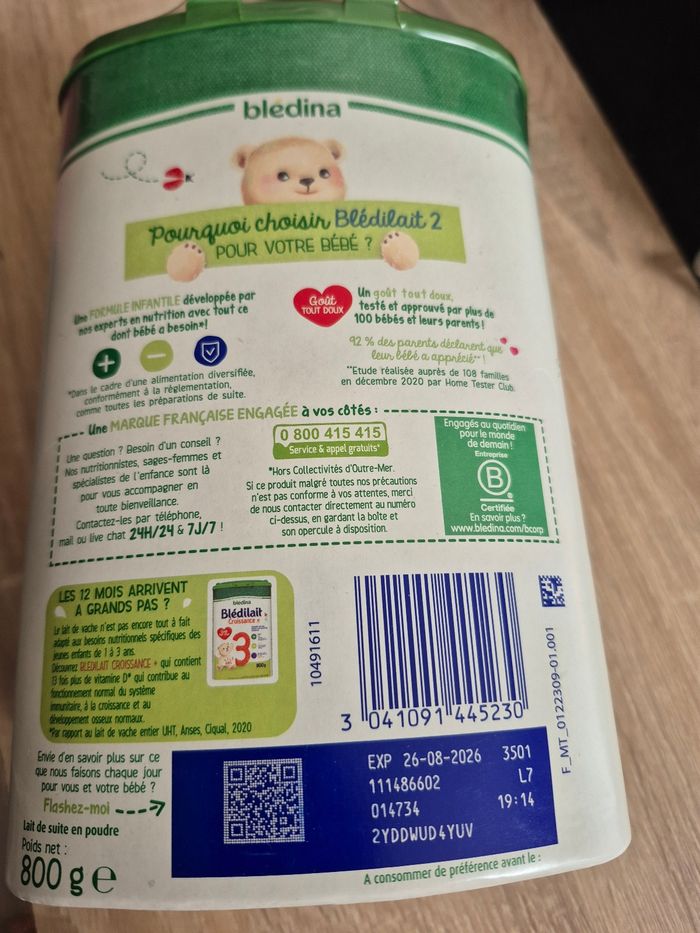 blédina
Pourquoi choisir Blédilait 2
POUR VOTRE BÉBÉ ?
Une FORMULE INFANTILE développée par
nos experts en nutrition avec tout ce
dont bébé a besoin*!
*Dans le cadre d'une alimentation diversifiée,
conformément à la réglementation,
comme toutes les préparations de suite.
Goût
TOUT DOUX
Un goût tout doux,
testé et approuvé par plus de
100 bébés et leurs parents !
92 % des parents déclarent que
leur bébé a apprécié** !
**Etude réalisée auprès de 108 familles
en décembre 2020 par Home Tester Club.
Une MARQUE FRANÇAISE ENGAGÉE à vos côtés :
Une question ? Besoin d'un conseil ?
Nos nutritionnistes, sages-femmes et
spécialistes de l'enfance sont là
pour vous accompagner en
toute bienveillance.
Contactez-les par téléphone,
mail ou live chat 24H/24 & 7J/7 !
0 800 415 415
Service & appel gratuits*
*Hors Collectivités d'Outre-Mer.
Si ce produit malgré toutes nos précautions
n'est pas conforme à vos attentes, merci
de nous contacter directement au numéro
ci-dessus, en gardant la boîte et
son opercule à disposition.
Engagés au quotidien
pour le monde
de demain !
Entreprise
B
Certifiée
En savoir plus ?
www.bledina.com/bcorp
LES 12 MOIS ARRIVENT
A GRANDS PAS ?
Le lait de vache n'est pas encore tout à fait
adapté aux besoins nutritionnels spécifiques des
jeunes enfants de 1 à 3 ans.
Découvrez BLÉDILAIT CROISSANCE + qui contient
13 fois plus de vitamine D* qui contribue au
fonctionnement normal du système
immunitaire, à la croissance et au
développement osseux normaux.
*Par rapport au lait de vache entier UHT, Anses, Ciqual, 2020
blédina
Blédilait
Croissance +
3
800g
10491611
3 041091 445230
F_MT_0122309-01.001
Envie d'en savoir plus sur ce
que nous faisons chaque jour
pour vous et votre bébé ?
Flashez-moi
Lait de suite en poudre
Poids net :
800 g e
EXP 26-08-2026 3501
111486602 L7
014734 19:14
2YDDWUD4YUV
A consommer de préférence avant le :